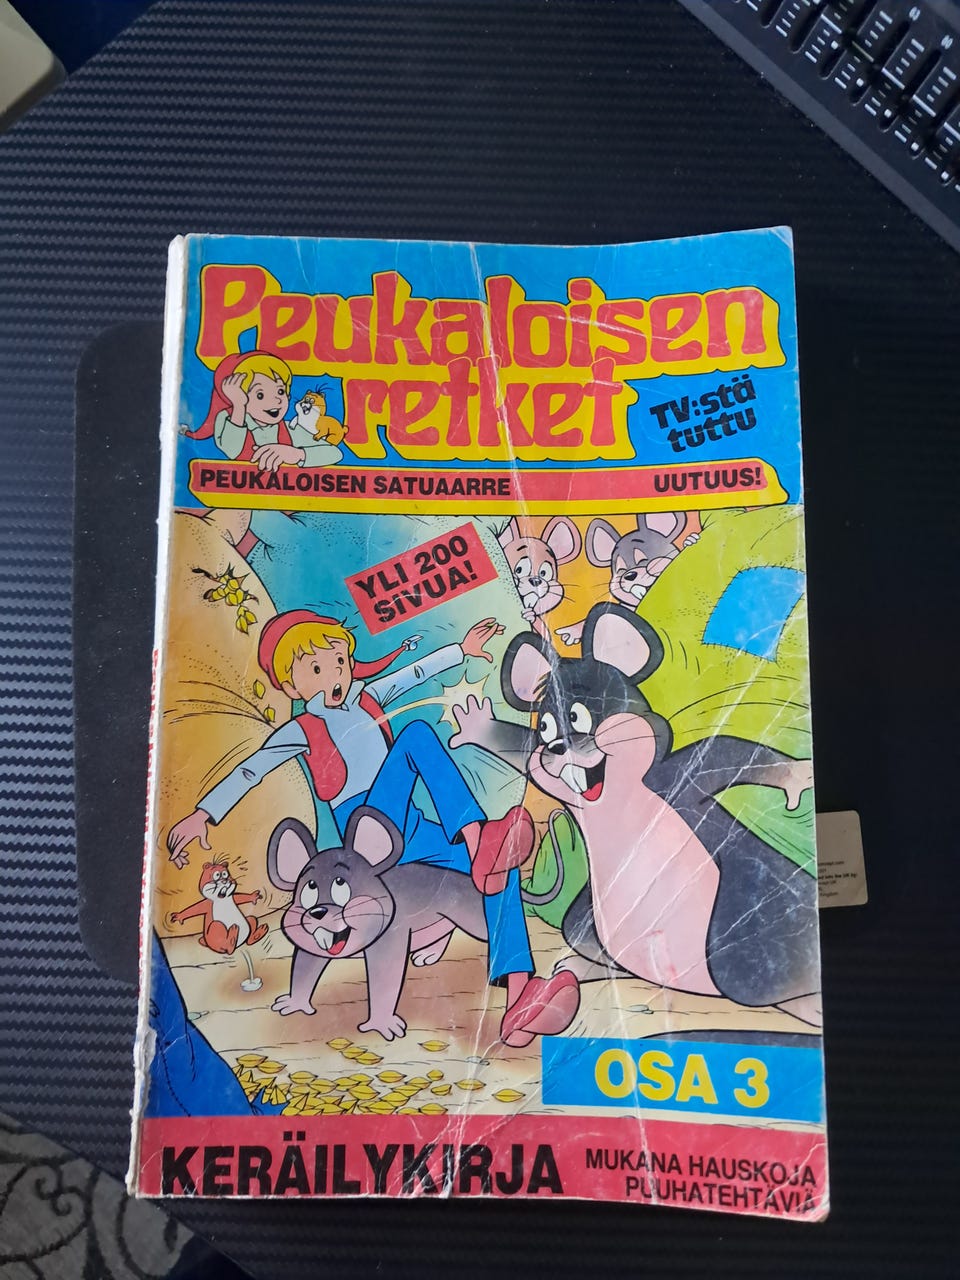 Peukaloisen
retket
TV:stä
tuttu
PEUKALOISEN SATUAARRE UUTUUS!
YLI 200
SIVUA!
OSA 3
KERÄILYKIRJA
MUKANA HAUSKOJA
PUUHATEHTÄVIÄ